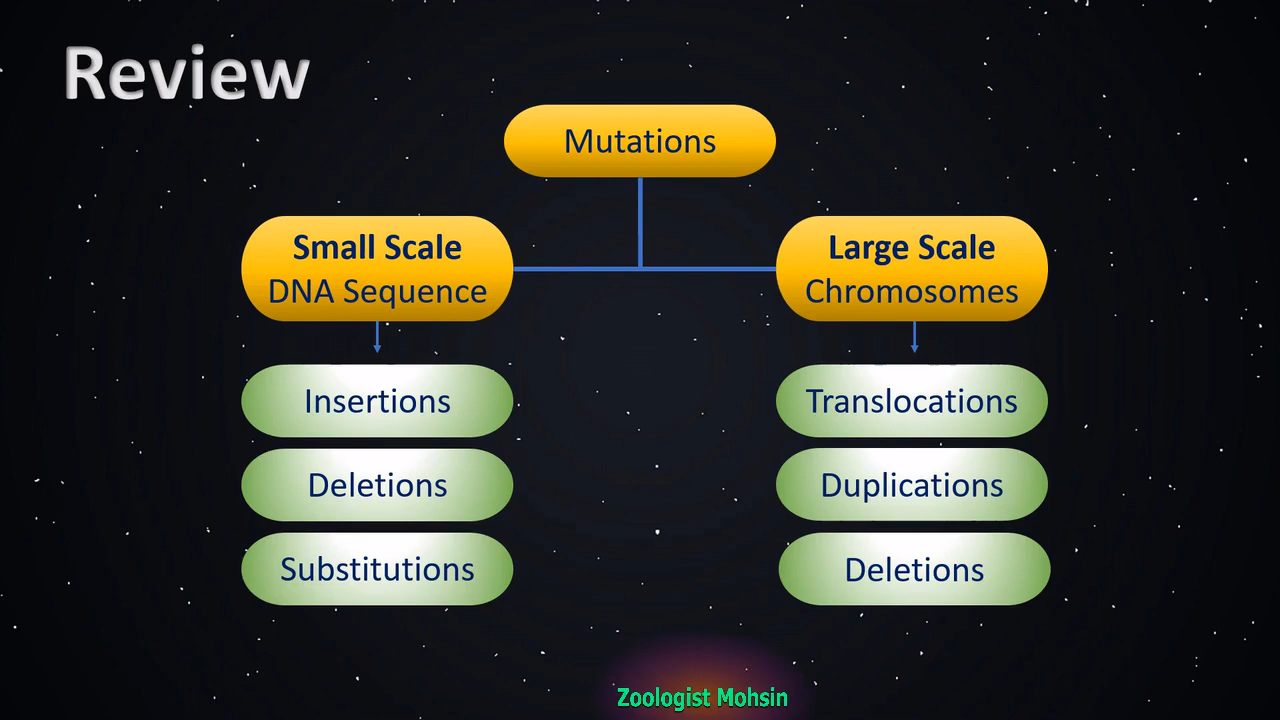 Review
Mutations
Small Scale
DNA Sequence
Large Scale
Chromosomes
Insertions
Deletions
Substitutions
Translocations
Duplications
Deletions
Zoologist Mohsin